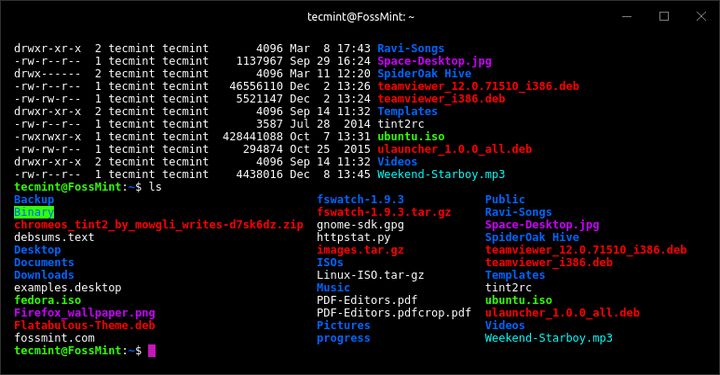 tecmint@FossMint: ~
drwxr-xr-x 2 tecmint tecmint 4096 Mar 8 17:43 Ravi-Songs
-rw-r--r-- 1 tecmint tecmint 1137967 Sep 29 16:24 Space-Desktop.jpg
drwx------ 2 tecmint tecmint 4096 Mar 11 12:20 SpiderOak Hive
-rw-r--r-- 1 tecmint tecmint 46556110 Dec 2 13:26 teamviewer_12.0.71510_i386.deb
-rw-rw-r-- 1 tecmint tecmint 5521147 Dec 2 13:24 teamviewer_i386.deb
drwxr-xr-x 2 tecmint tecmint 4096 Sep 14 11:32 Templates
-rw-r--r-- 1 tecmint tecmint 3587 Jul 28 2014 tint2rc
-rwxrwxr-x 1 tecmint tecmint 428441088 Oct 7 13:31 ubuntu.iso
-rw-rw-r-- 1 tecmint tecmint 294874 Oct 25 2015 ulauncher_1.0.0_all.deb
drwxr-xr-x 2 tecmint tecmint 4096 Sep 14 11:32 Videos
-rw-r--r-- 1 tecmint tecmint 4438016 Dec 8 13:45 Weekend-Starboy.mp3
tecmint@FossMint:~$ ls
Backup fswatch-1.9.3 Public
Binary fswatch-1.9.3.tar.gz Ravi-Songs
chromeos_tint2_by_mowgli_writes-d7sk6dz.zip gnome-sdk.gpg Space-Desktop.jpg
debsums.text httpstat.py SpiderOak Hive
Desktop images.tar.gz teamviewer_12.0.71510_i386.deb
Documents ISOs teamviewer_i386.deb
Downloads Linux-ISO.tar-gz Templates
examples.desktop Music tint2rc
fedora.iso PDF-Editors.pdf ubuntu.iso
Firefox_wallpaper.png PDF-Editors.pdfcrop.pdf ulauncher_1.0.0_all.deb
Flatabulous-Theme.deb Pictures Videos
fossmint.com progress Weekend-Starboy.mp3
tecmint@FossMint:~$